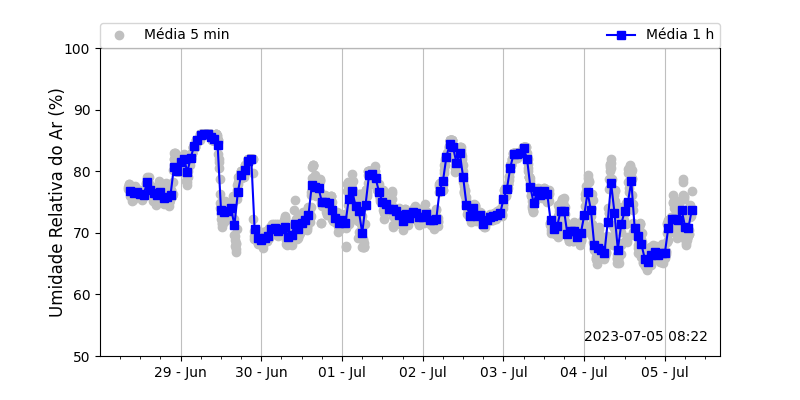 Média 5 min
Média 1 h
Umidade Relativa do Ar (%)
100
90
80
70
60
50
2023-07-05 08:22
29 - Jun
30 - Jun
01 - Jul
02 - Jul
03 - Jul
04 - Jul
05 - Jul